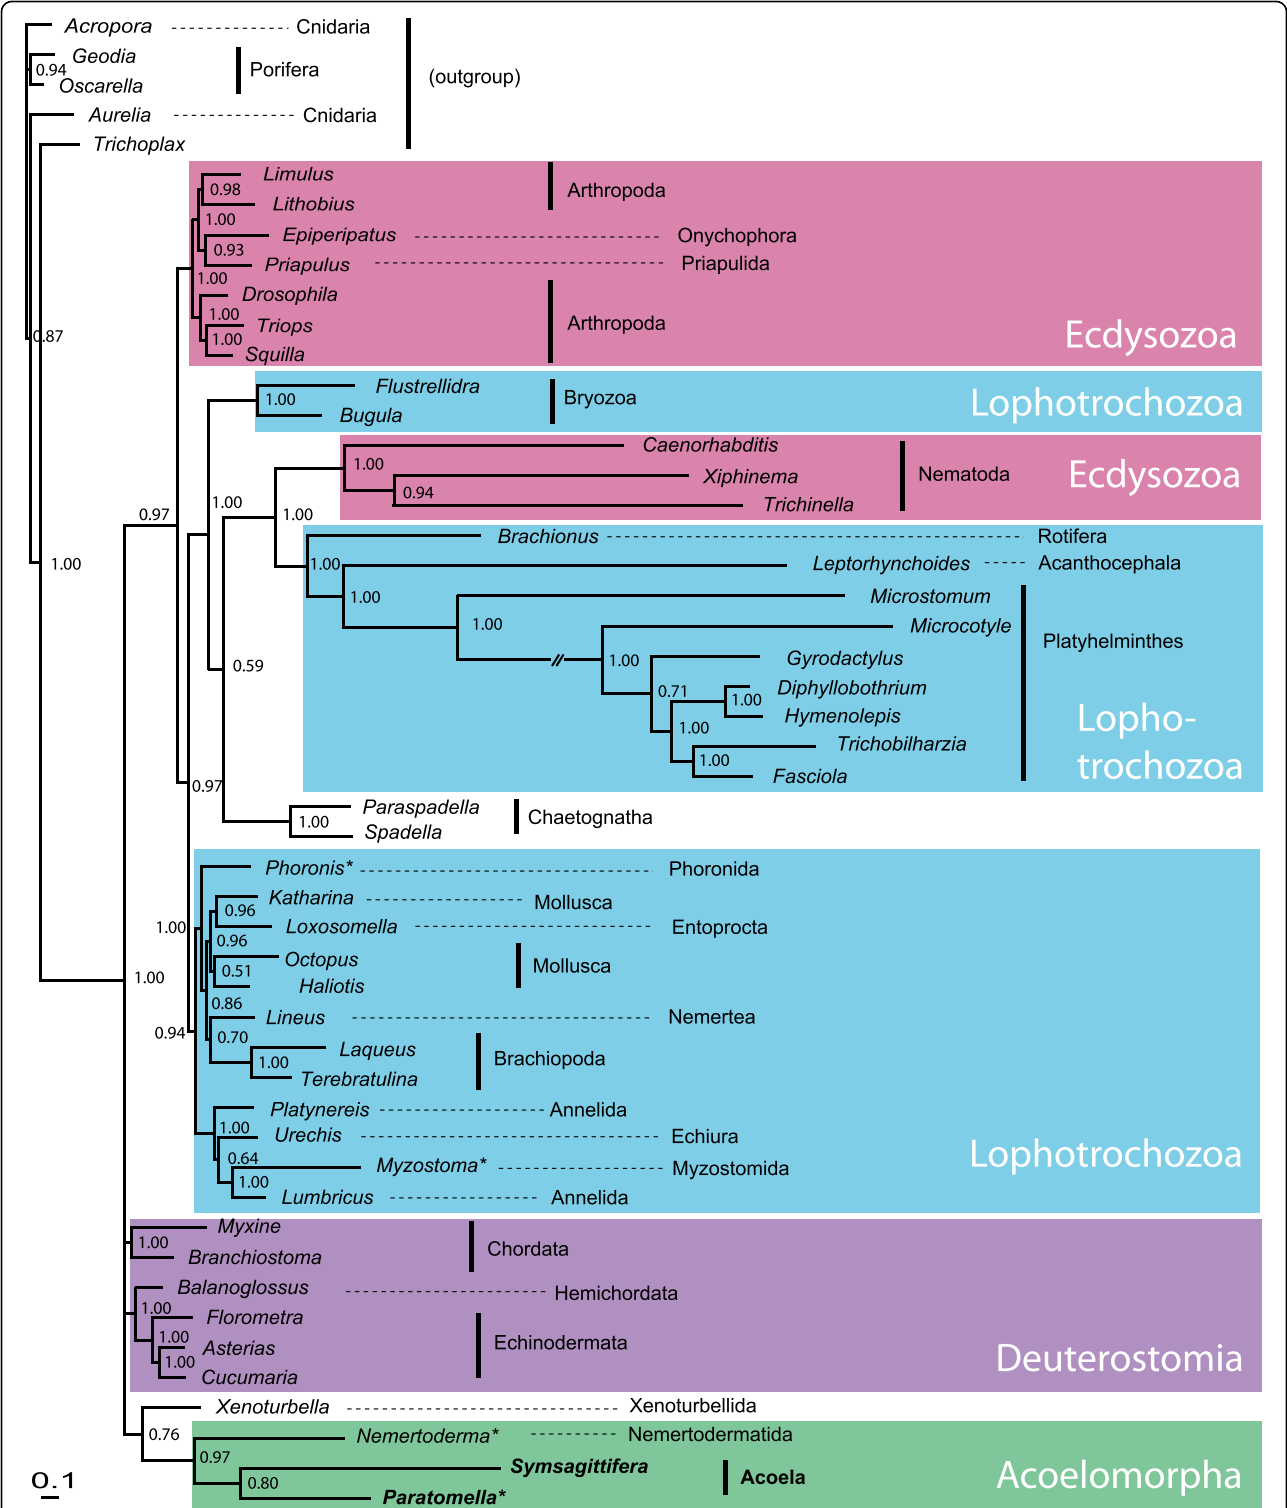 Acropora Cnidaria
Geodia
0.94 Porifera
Oscarella
(outgroup)
Aurelia Cnidaria
Trichoplax
Limulus
0.98 Arthropoda
Lithobius
1.00
Epiperipatus Onychophora
0.93
Priapulus Priapulida
1.00
Drosophila
1.00
Triops Arthropoda
1.00
Squilla
Ecdysozoa
0.87
Flustrellidra
1.00 Bryozoa
Bugula
Lophotrochozoa
Caenorhabditis
1.00
Xiphinema Nematoda
0.94
Trichinella
Ecdysozoa
1.00
0.97
1.00
Brachionus Rotifera
1.00
1.00
Leptorhynchoides Acanthocephala
1.00
Microstomum
1.00
Microcotyle
Platyhelminthes
1.00
Gyrodactylus
0.59
0.71
Diphyllobothrium
1.00
Hymenolepis
1.00
Trichobilharzia
1.00
Fasciola
Lopho-
trochozoa
0.97
Paraspadella
1.00 Chaetognatha
Spadella
Phoronis* Phoronida
Katharina Mollusca
0.96
Loxosomella Entoprocta
1.00
0.96
Octopus
0.51 Mollusca
Haliotis
1.00
0.86
Lineus Nemertea
0.94
0.70
Laqueus
1.00 Brachiopoda
Terebratulina
Platynereis Annelida
1.00
Urechis Echiura
0.64
Myzostoma* Myzostomida
1.00
Lumbricus Annelida
Lophotrochozoa
Myxine
1.00 Chordata
Branchiostoma
Balanoglossus Hemichordata
1.00
Florometra
1.00
Asterias Echinodermata
1.00
Cucumaria
Deuterostomia
Xenoturbella Xenoturbellida
0.76
Nemertoderma* Nemertodermatida
0.97
Symsagittifera
0.80 Acoela
Paratomella*
Acoelomorpha
0.1